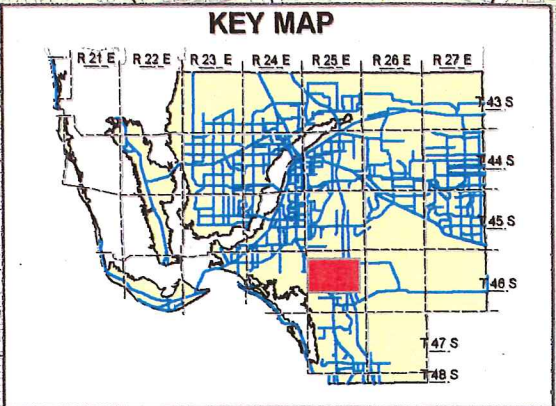 KEY MAP
R 21 E R 22 E R 23 E R 24 E R 25 E R 26 E R 27 E
T 43 S
T 44 S
T 45 S
T 46 S
T 47 S
T 48 S